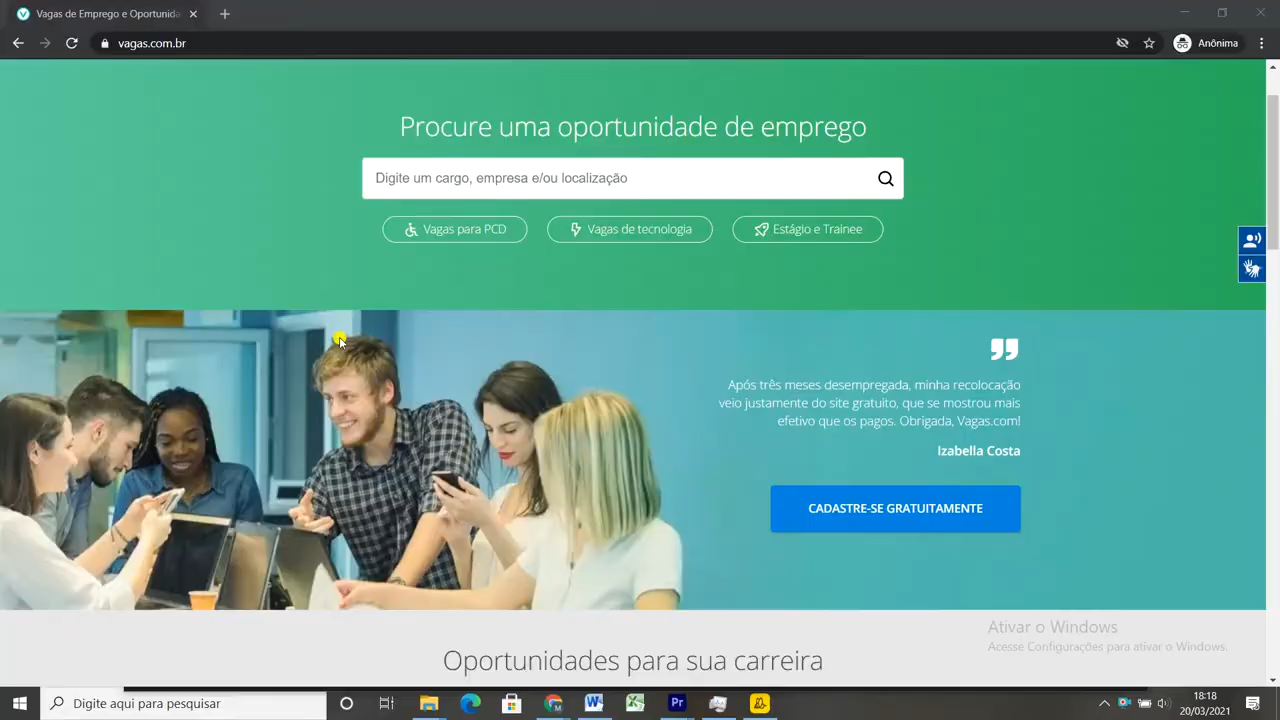 Vagas de Emprego e Oportunida
vagas.com.br
Anônima
Procure uma oportunidade de emprego
Digite um cargo, empresa e/ou localização
Vagas para PCD
Vagas de tecnologia
Estágio e Trainee
Após três meses desempregada, minha recolocação
veio justamente do site gratuito, que se mostrou mais
efetivo que os pagos. Obrigada, Vagas.com!
Izabella Costa
CADASTRE-SE GRATUITAMENTE
Oportunidades para sua carreira
Ativar o Windows
Acesse Configurações para ativar o Windows.
Digite aqui para pesquisar
18:18
20/03/2021